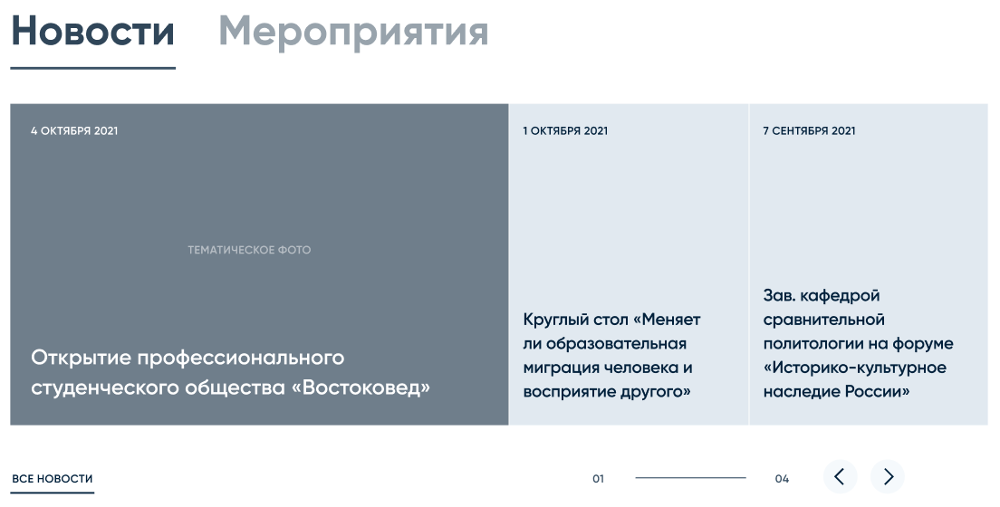 Новости Мероприятия
4 ОКТЯБРЯ 2021
ТЕМАТИЧЕСКОЕ ФОТО
Открытие профессионального
студенческого общества «Востоковед»
1 ОКТЯБРЯ 2021
Круглый стол «Меняет
ли образовательная
миграция человека и
восприятие другого»
7 СЕНТЯБРЯ 2021
Зав. кафедрой
сравнительной
политологии на форуме
«Историко-культурное
наследие России»
ВСЕ НОВОСТИ
01 04